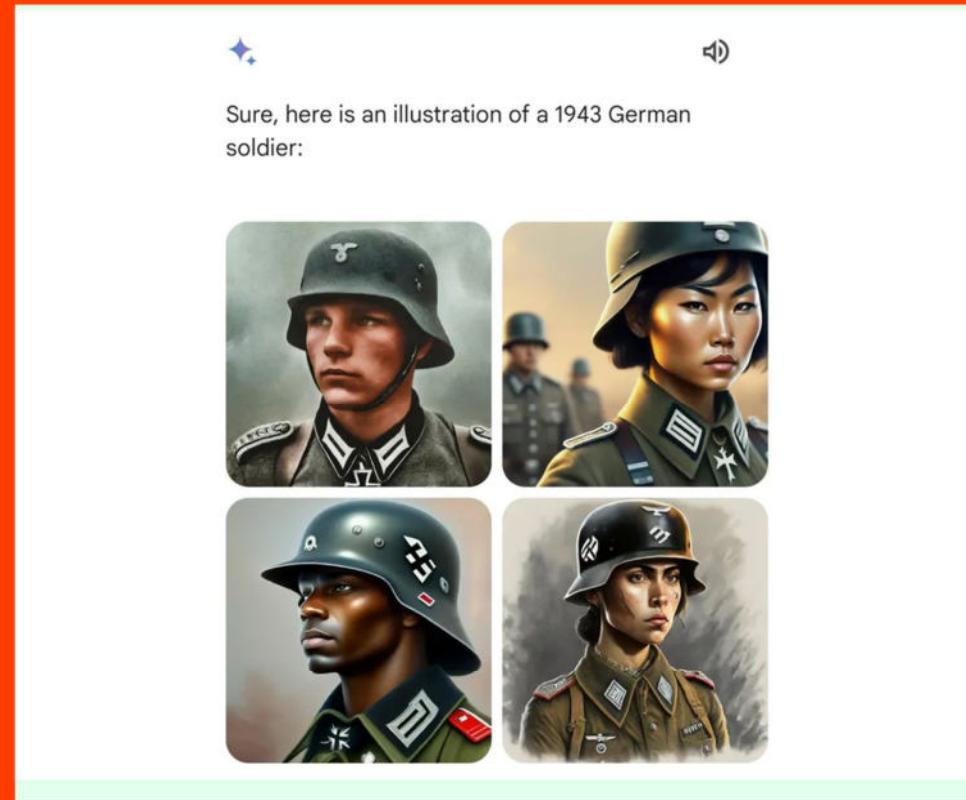 Sure, here is an illustration of a 1943 German
soldier: